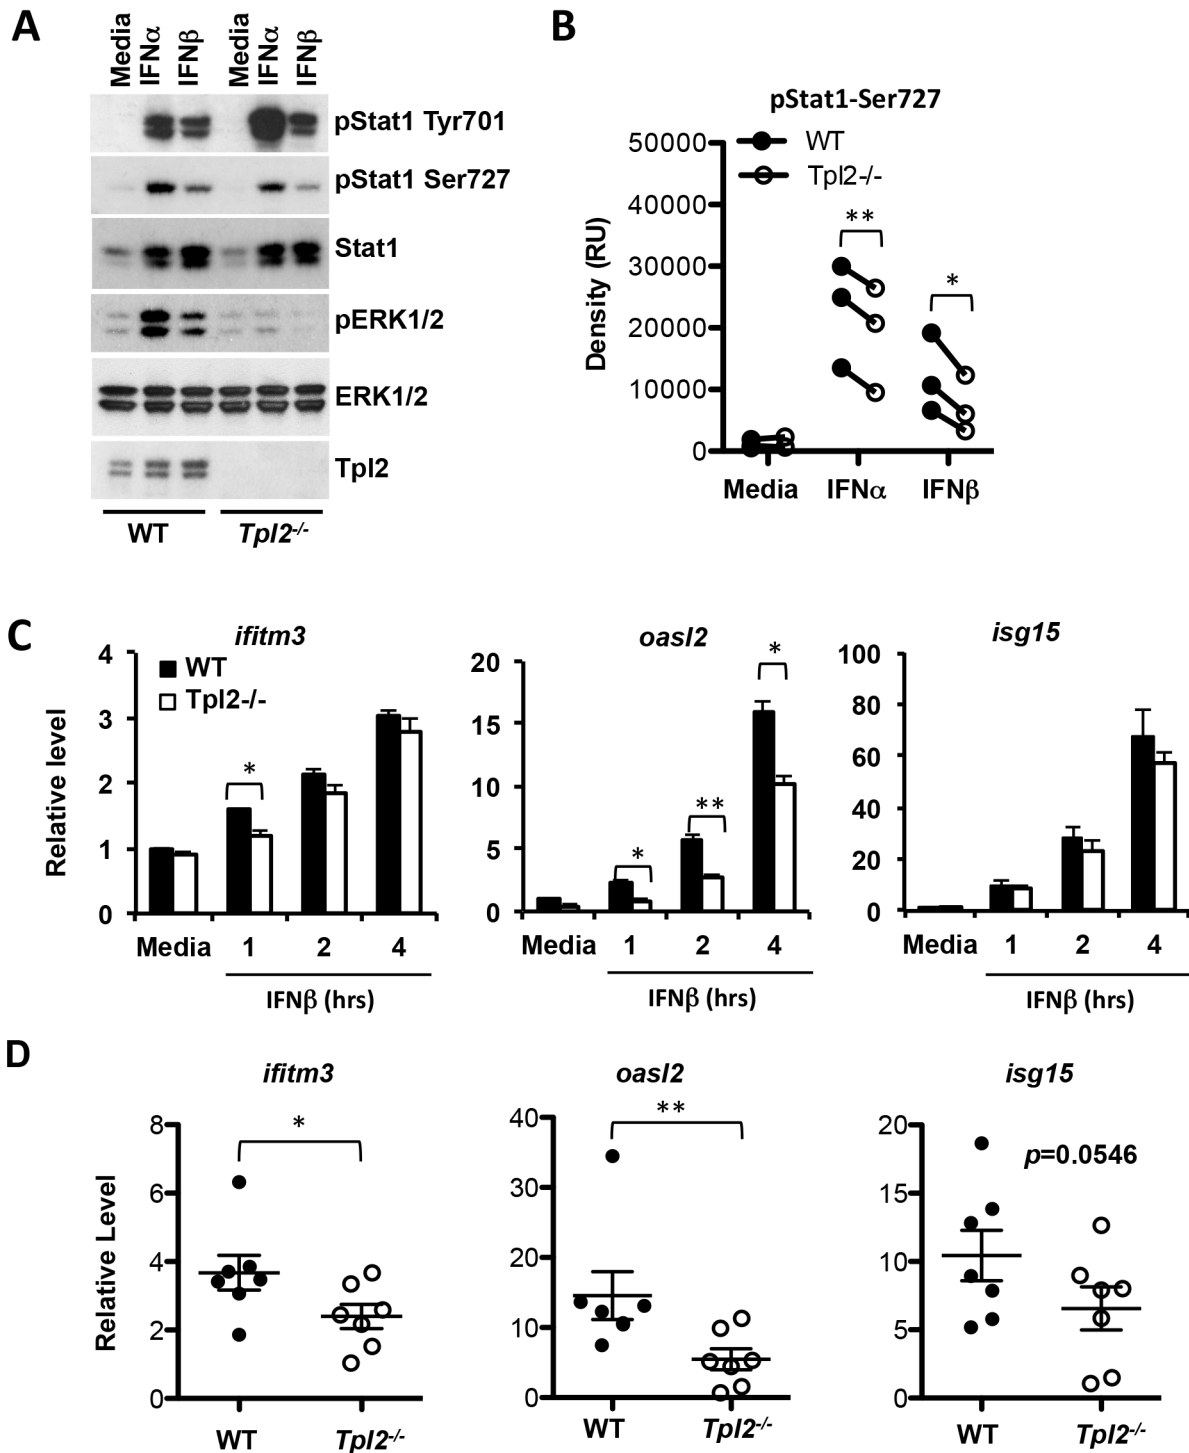 A
Media
IFNα
IFNβ
Media
IFNα
IFNβ
pStat1 Tyr701
pStat1 Ser727
Stat1
pERK1/2
ERK1/2
Tpl2
WT
Tpl2-/-
B
pStat1-Ser727
50000
40000
30000
20000
10000
0
Density (RU)
WT
Tpl2-/-
**
*
Media IFNα IFNβ
C
ifitm3
4
3
2
1
0
Relative level
WT
Tpl2-/-
*
Media 1 2 4
IFNβ (hrs)
oasl2
20
15
10
5
0
*
**
*
Media 1 2 4
IFNβ (hrs)
isg15
100
80
60
40
20
0
Media 1 2 4
IFNβ (hrs)
D
ifitm3
8
6
4
2
0
Relative Level
*
WT Tpl2-/-
oasl2
40
30
20
10
0
**
WT Tpl2-/-
isg15
20
15
10
5
0
p=0.0546
WT Tpl2-/-